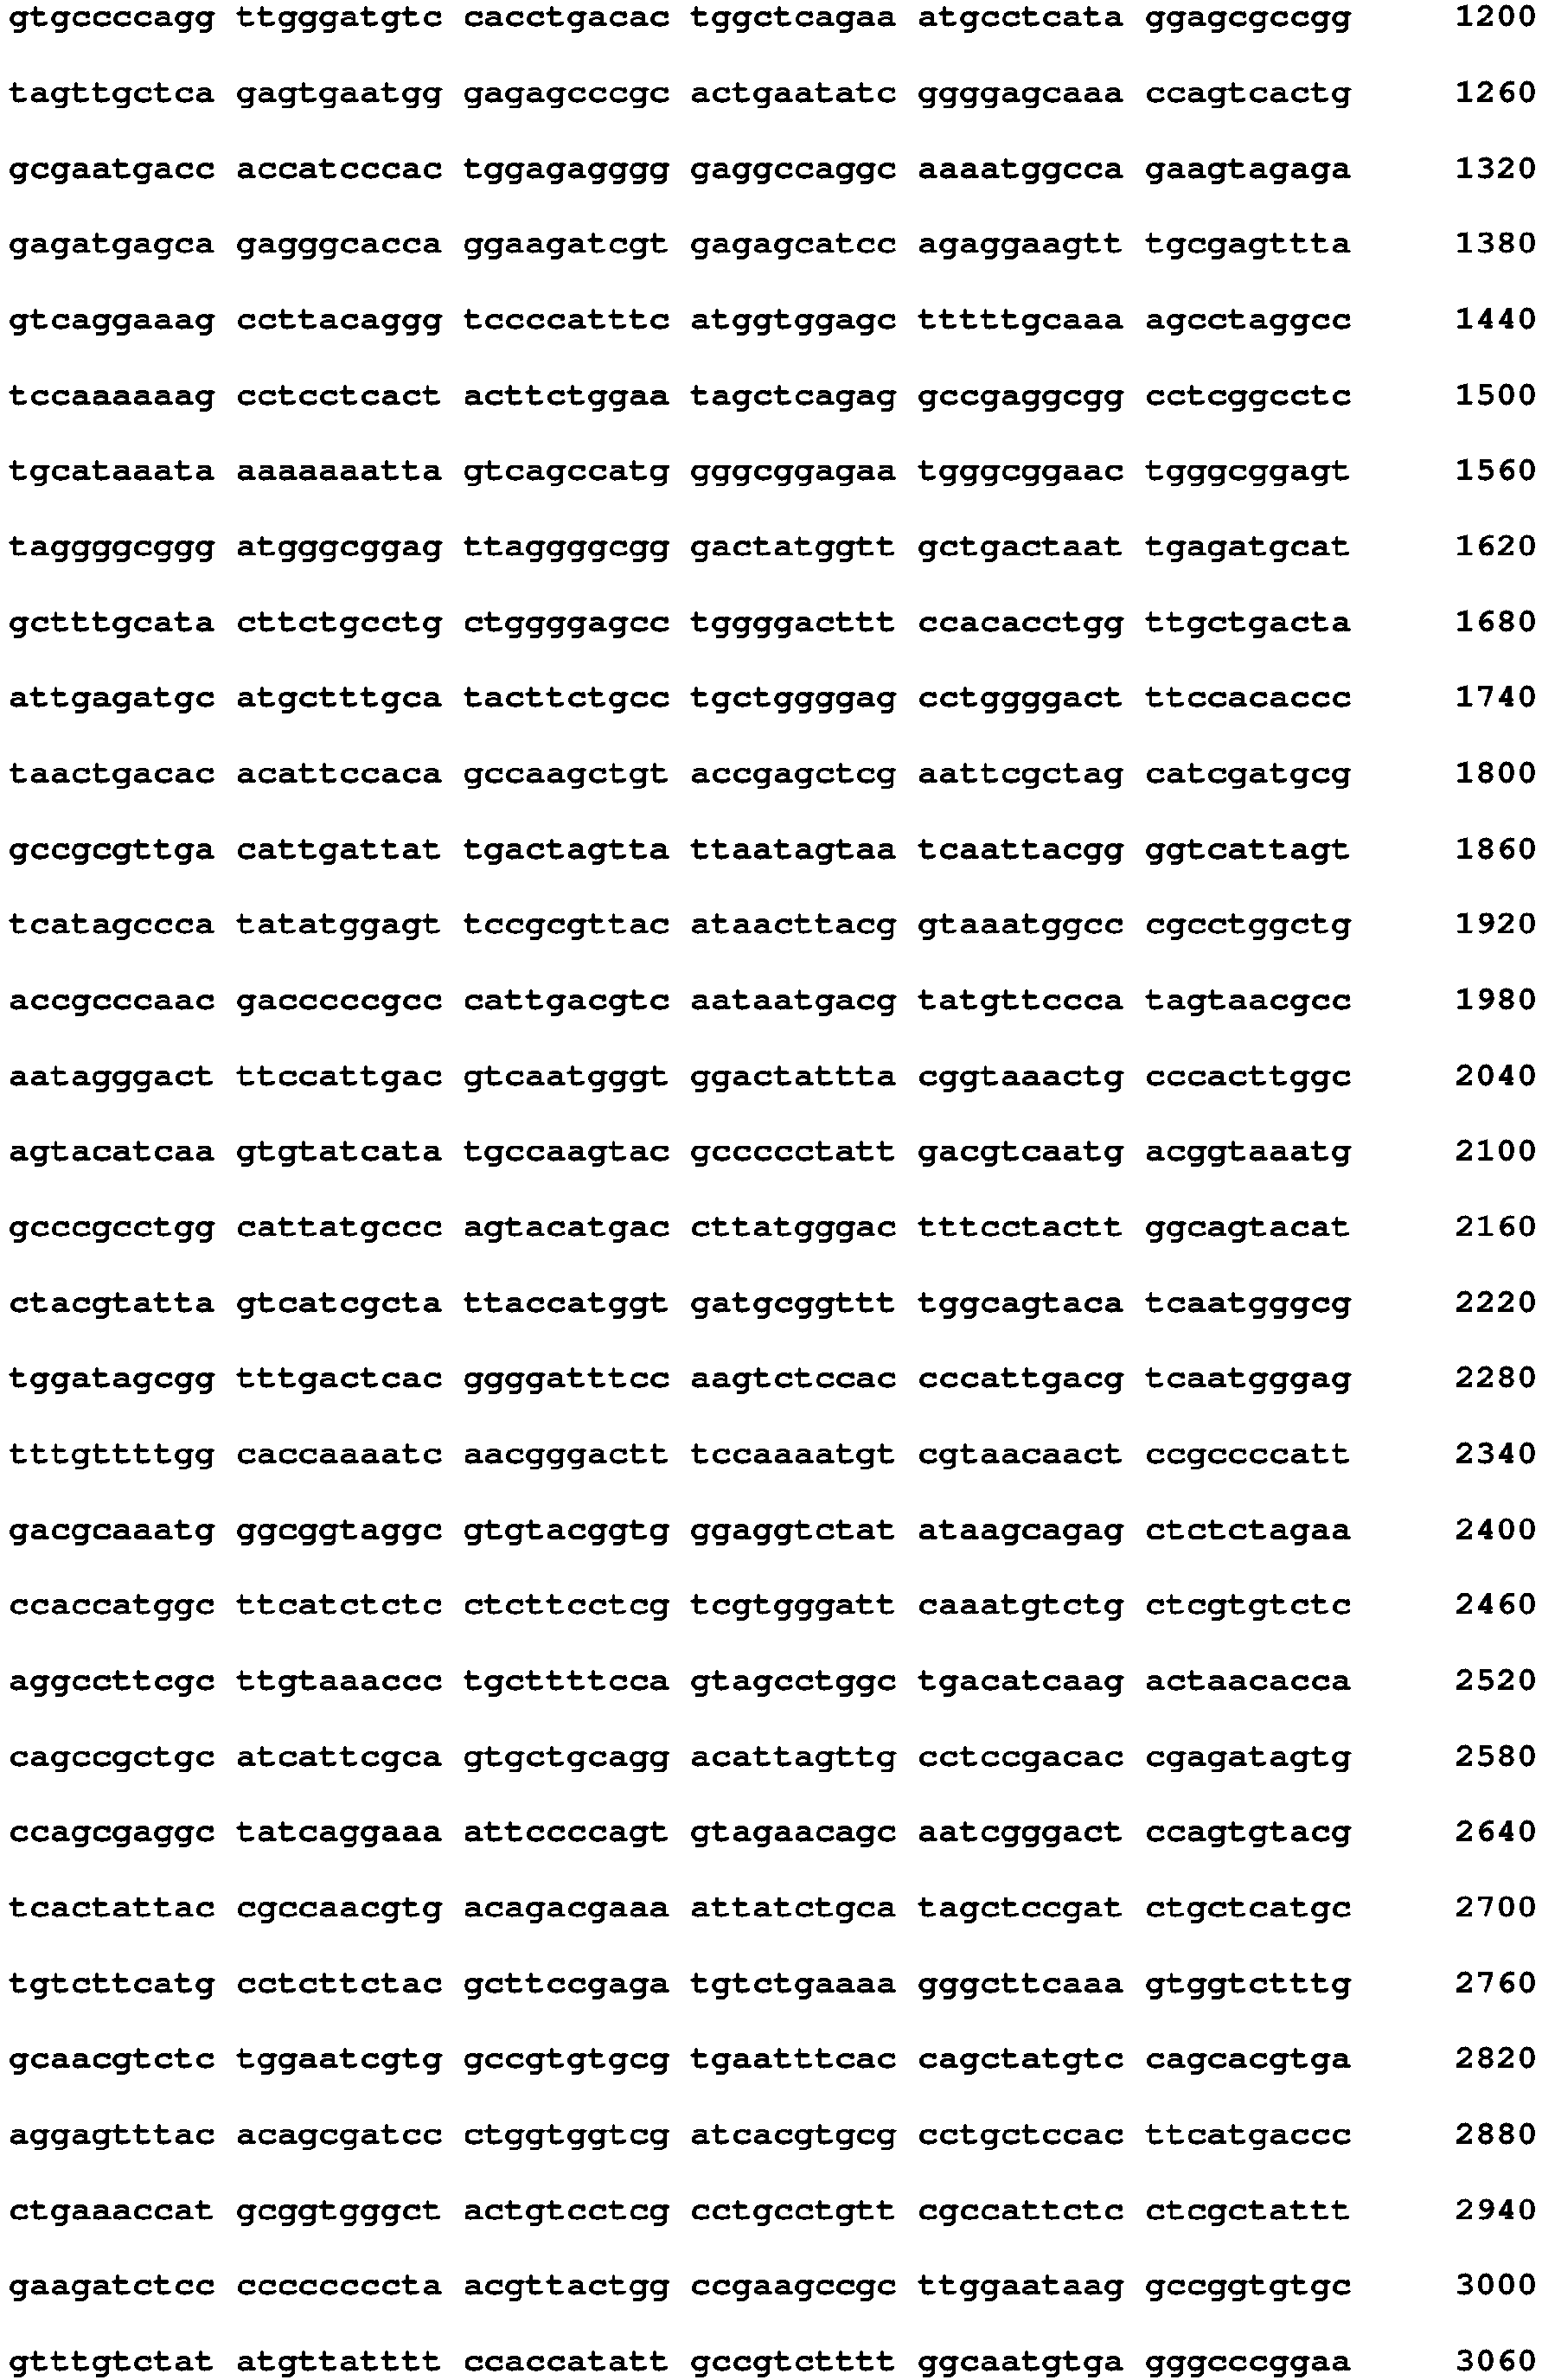 gtgccccagg ttgggatgtc cacctgacac tggctcagaa atgcctcata ggagcgccgg 1200
tagttgctca gagtgaatgg gagagcccgc actgaatatc ggggagcaaa ccagtcactg 1260
gcgaatgacc accatcccac tggagagggg gaggccaggc aaaatggcca gaagtagaga 1320
gagatgagca gagggcacca ggaagatcgt gagagcatcc agaggaagtt tgcgagttta 1380
gtcaggaaag ccttacaggg tccccatttc atggtggagc tttttgcaaa agcctaggcc 1440
tccaaaaaag cctcctcact acttctggaa tagctcagag gccgaggcgg cctcggcctc 1500
tgcataaata aaaaaaatta gtcagccatg gggcggagaa tgggcggaac tgggcggagt 1560
taggggcggg atgggcggag ttaggggcgg gactatggtt gctgactaat tgagatgcat 1620
gctttgcata cttctgcctg ctggggagcc tggggacttt ccacacctgg ttgctgacta 1680
attgagatgc atgctttgca tacttctgcc tgctggggag cctggggact ttccacaccc 1740
taactgacac acattccaca gccaagctgt accgagctcg aattcgctag catcgatgcg 1800
gccgcgttga cattgattat tgactagtta ttaatagtaa tcaattacgg ggtcattagt 1860
tcatagccca tatatggagt tccgcgttac ataacttacg gtaaatggcc cgcctggctg 1920
accgcccaac gacccccgcc cattgacgtc aataatgacg tatgttccca tagtaacgcc 1980
aatagggact ttccattgac gtcaatgggt ggactattta cggtaaactg cccacttggc 2040
agtacatcaa gtgtatcata tgccaagtac gccccctatt gacgtcaatg acggtaaatg 2100
gcccgcctgg cattatgccc agtacatgac cttatgggac tttcctactt ggcagtacat 2160
ctacgtatta gtcatcgcta ttaccatggt gatgcggttt tggcagtaca tcaatgggcg 2220
tggatagcgg tttgactcac ggggatttcc aagtctccac cccattgacg tcaatgggag 2280
tttgttttgg caccaaaatc aacgggactt tccaaaatgt cgtaacaact ccgccccatt 2340
gacgcaaatg ggcggtaggc gtgtacggtg ggaggtctat ataagcagag ctctctagaa 2400
ccaccatggc ttcatctctc ctcttcctcg tcgtgggatt caaatgtctg ctcgtgtctc 2460
aggccttcgc ttgtaaaccc tgcttttcca gtagcctggc tgacatcaag actaacacca 2520
cagccgctgc atcattcgca gtgctgcagg acattagttg cctccgacac cgagatagtg 2580
ccagcgaggc tatcaggaaa attccccagt gtagaacagc aatcgggact ccagtgtacg 2640
tcactattac cgccaacgtg acagacgaaa attatctgca tagctccgat ctgctcatgc 2700
tgtcttcatg cctcttctac gcttccgaga tgtctgaaaa gggcttcaaa gtggtctttg 2760
gcaacgtctc tggaatcgtg gccgtgtgcg tgaatttcac cagctatgtc cagcacgtga 2820
aggagtttac acagcgatcc ctggtggtcg atcacgtgcg cctgctccac ttcatgaccc 2880
ctgaaaccat gcggtgggct actgtcctcg cctgcctgtt cgccattctc ctcgctattt 2940
gaagatctcc ccccccccta acgttactgg ccgaagccgc ttggaataag gccggtgtgc 3000
gtttgtctat atgttatttt ccaccatatt gccgtctttt ggcaatgtga gggcccggaa 3060